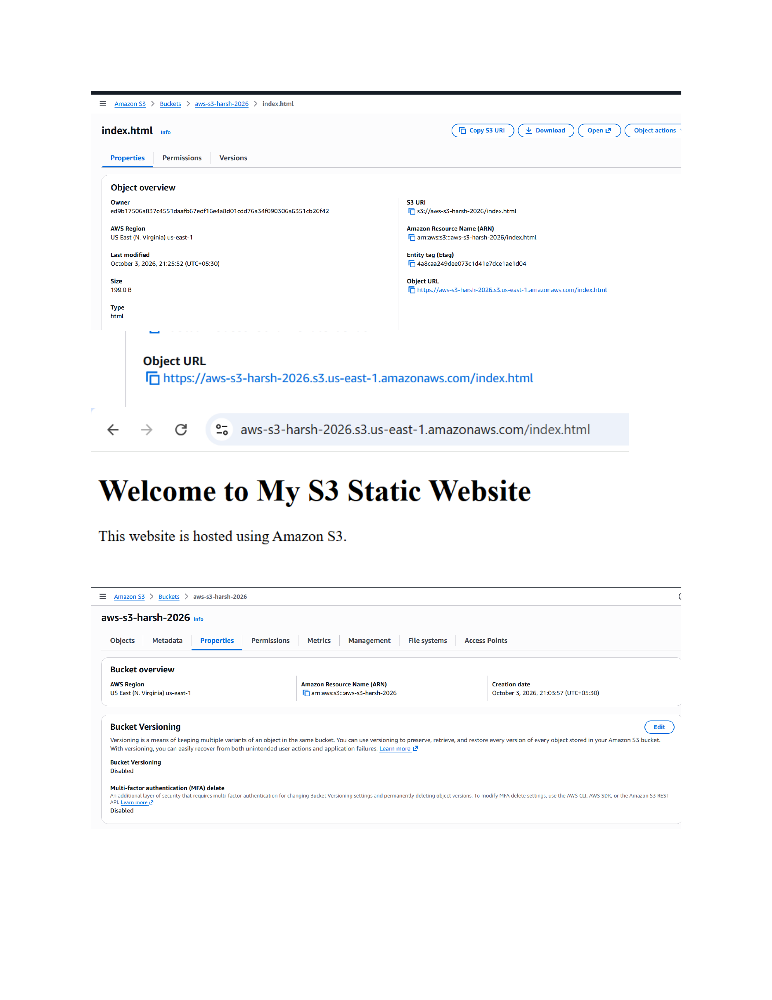 Amazon S3 > Buckets > aws-s3-harsh-2026 > index.html
index.html Info
Copy S3 URI Download Open Object actions
Properties Permissions Versions
Object overview
Owner
ed9b17506a837c4551daafb67edf16e4a8d01cdd76a34f090306a6351cb26f42
AWS Region
US East (N. Virginia) us-east-1
Last modified
October 3, 2026, 21:25:52 (UTC+05:30)
Size
199.0 B
Type
html
S3 URI
s3://aws-s3-harsh-2026/index.html
Amazon Resource Name (ARN)
arn:aws:s3:::aws-s3-harsh-2026/index.html
Entity tag (Etag)
4a8caa249dee073c1d41e7dce1ae1d04
Object URL
https://aws-s3-harsh-2026.s3.us-east-1.amazonaws.com/index.html
Object URL
https://aws-s3-harsh-2026.s3.us-east-1.amazonaws.com/index.html
aws-s3-harsh-2026.s3.us-east-1.amazonaws.com/index.html
Welcome to My S3 Static Website
This website is hosted using Amazon S3.
Amazon S3 > Buckets > aws-s3-harsh-2026
aws-s3-harsh-2026 Info
Objects Metadata Properties Permissions Metrics Management File systems Access Points
Bucket overview
AWS Region
US East (N. Virginia) us-east-1
Amazon Resource Name (ARN)
arn:aws:s3:::aws-s3-harsh-2026
Creation date
October 3, 2026, 21:03:57 (UTC+05:30)
Bucket Versioning
Edit
Versioning is a means of keeping multiple variants of an object in the same bucket. You can use versioning to preserve, retrieve, and restore every version of every object stored in your Amazon S3 bucket.
With versioning, you can easily recover from both unintended user actions and application failures. Learn more
Bucket Versioning
Disabled
Multi-factor authentication (MFA) delete
An additional layer of security that requires multi-factor authentication for changing Bucket Versioning settings and permanently deleting object versions. To modify MFA delete settings, use the AWS CLI, AWS SDK, or the Amazon S3 REST
API. Learn more
Disabled